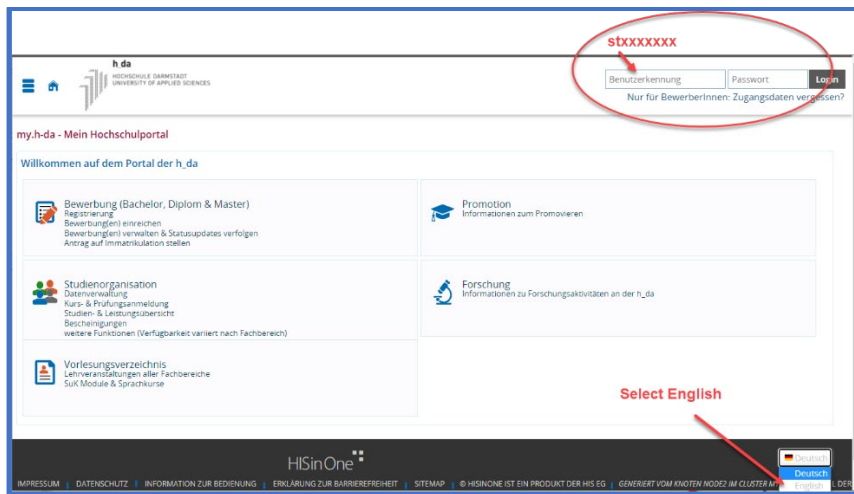 stxxxxxxx
h_da
HOCHSCHULE DARMSTADT
UNIVERSITY OF APPLIED SCIENCES
Benutzerkennung Passwort Login
Nur für BewerberInnen: Zugangsdaten vergessen?
my.h-da - Mein Hochschulportal
Willkommen auf dem Portal der h_da
Bewerbung (Bachelor, Diplom & Master)
Registrierung
Bewerbung(en) einreichen
Bewerbung(en) verwalten & Statusupdates verfolgen
Antrag auf Immatrikulation stellen
Promotion
Informationen zum Promovieren
Studienorganisation
Datenverwaltung
Kurs- & Prüfungsanmeldung
Studien- & Leistungsübersicht
Bescheinigungen
weitere Funktionen (Verfügbarkeit variiert nach Fachbereich)
Forschung
Informationen zu Forschungsaktivitäten an der h_da
Vorlesungsverzeichnis
Lehrveranstaltungen aller Fachbereiche
SuK Module & Sprachkurse
Select English
HISinOne
Deutsch
Deutsch
English
IMPRESSUM | DATENSCHUTZ | INFORMATION ZUR BEDIENUNG | ERKLÄRUNG ZUR BARRIEREFREIHEIT | SITEMAP | © HISINONE IST EIN PRODUKT DER HIS EG | GENERIERT VOM KNOTEN NODE2 IM CLUSTER